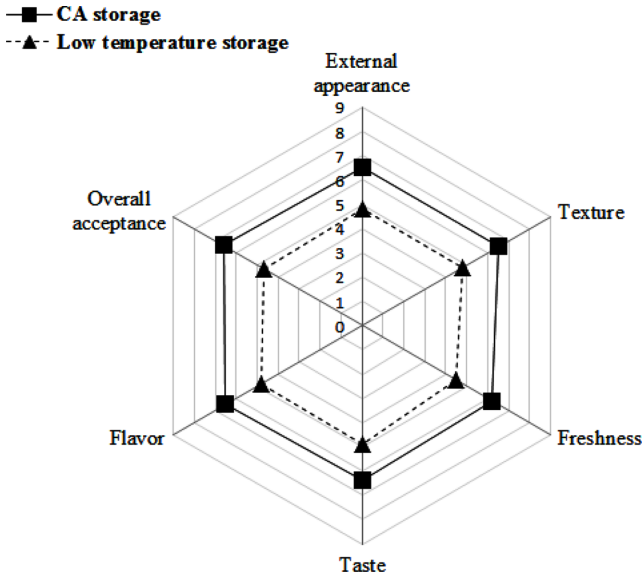 CA storage
Low temperature storage
External
appearance
9
8
7
6
5
4
3
2
1
0
Overall
acceptance
Texture
Flavor
Freshness
Taste